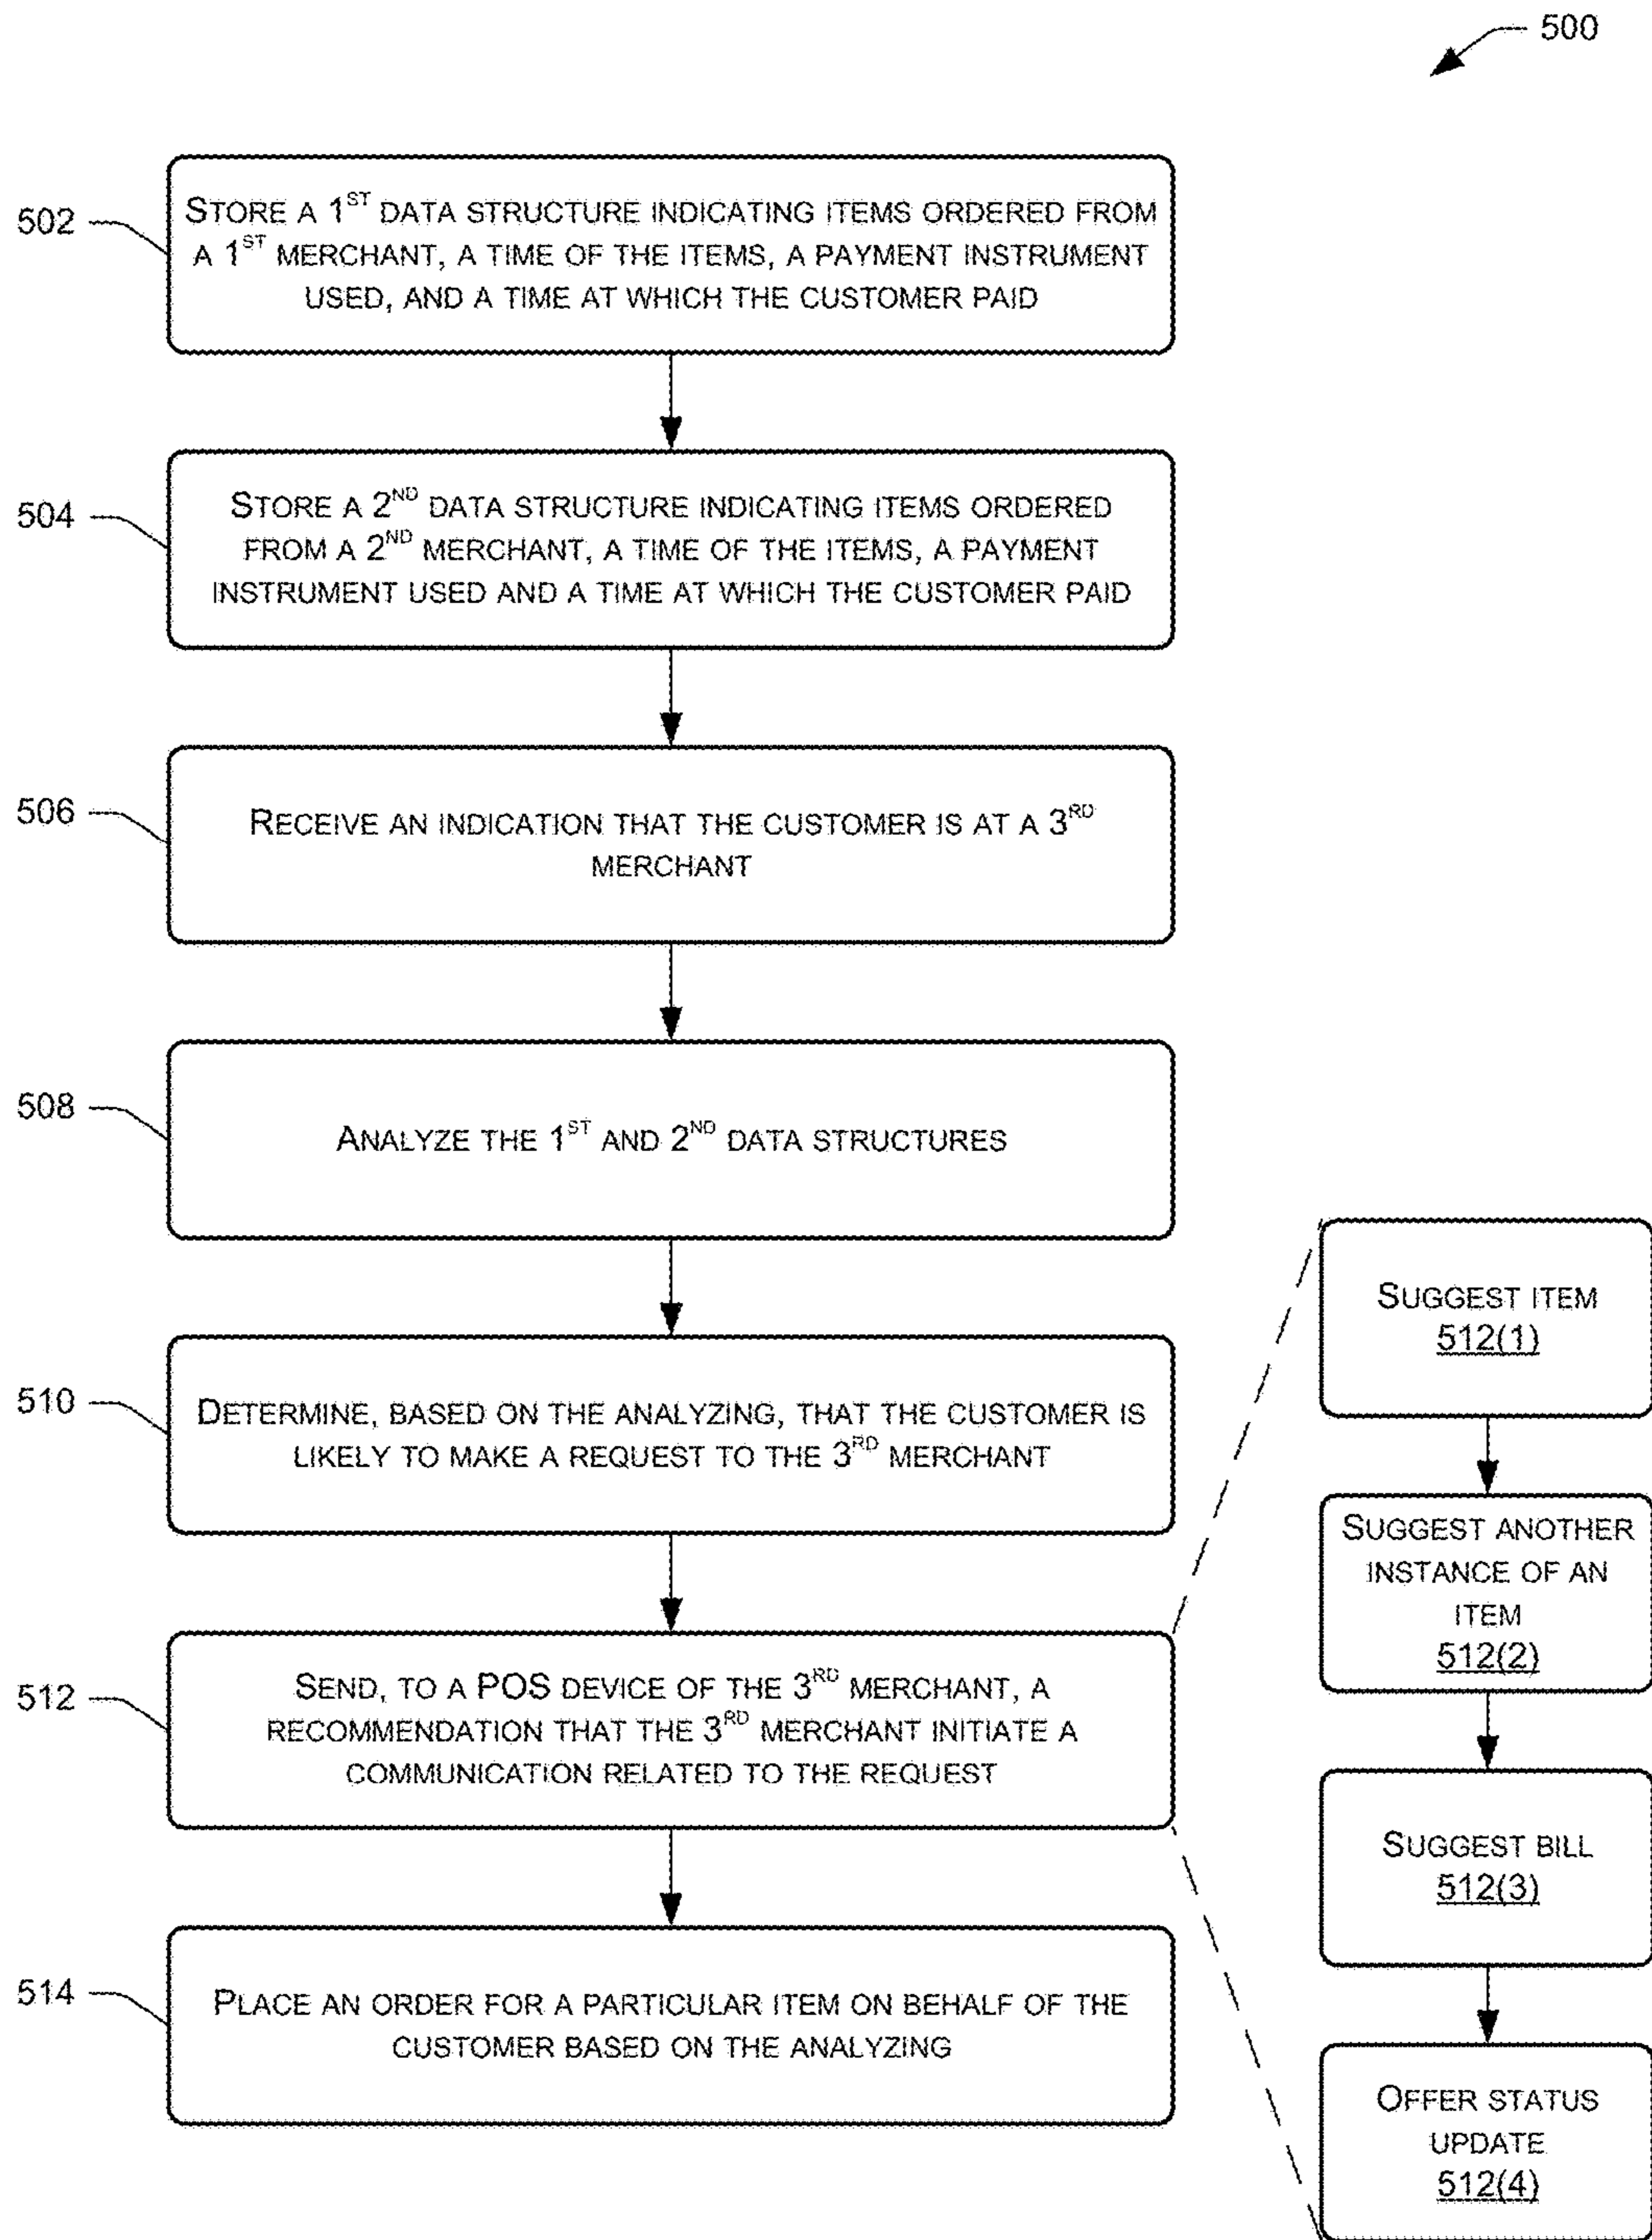 500
502
STORE A 1ST DATA STRUCTURE INDICATING ITEMS ORDERED FROM
A 1ST MERCHANT, A TIME OF THE ITEMS, A PAYMENT INSTRUMENT
USED, AND A TIME AT WHICH THE CUSTOMER PAID
504
STORE A 2ND DATA STRUCTURE INDICATING ITEMS ORDERED
FROM A 2ND MERCHANT, A TIME OF THE ITEMS, A PAYMENT
INSTRUMENT USED AND A TIME AT WHICH THE CUSTOMER PAID
506
RECEIVE AN INDICATION THAT THE CUSTOMER IS AT A 3RD
MERCHANT
508
ANALYZE THE 1ST AND 2ND DATA STRUCTURES
510
DETERMINE, BASED ON THE ANALYZING, THAT THE CUSTOMER IS
LIKELY TO MAKE A REQUEST TO THE 3RD MERCHANT
512
SEND, TO A POS DEVICE OF THE 3RD MERCHANT, A
RECOMMENDATION THAT THE 3RD MERCHANT INITIATE A
COMMUNICATION RELATED TO THE REQUEST
514
PLACE AN ORDER FOR A PARTICULAR ITEM ON BEHALF OF THE
CUSTOMER BASED ON THE ANALYZING
SUGGEST ITEM
512(1)
SUGGEST ANOTHER
INSTANCE OF AN
ITEM
512(2)
SUGGEST BILL
512(3)
OFFER STATUS
UPDATE
512(4)